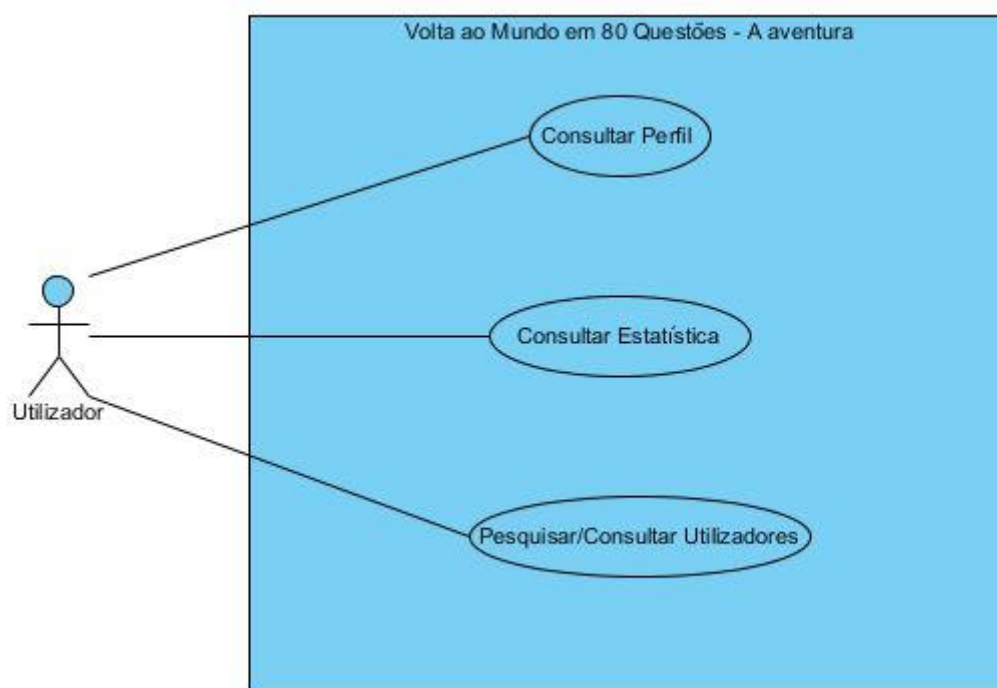 Volta ao Mundo em 80 Questões - A aventura
Consultar Perfil
Consultar Estatística
Utilizador
Pesquisar/Consultar Utilizadores